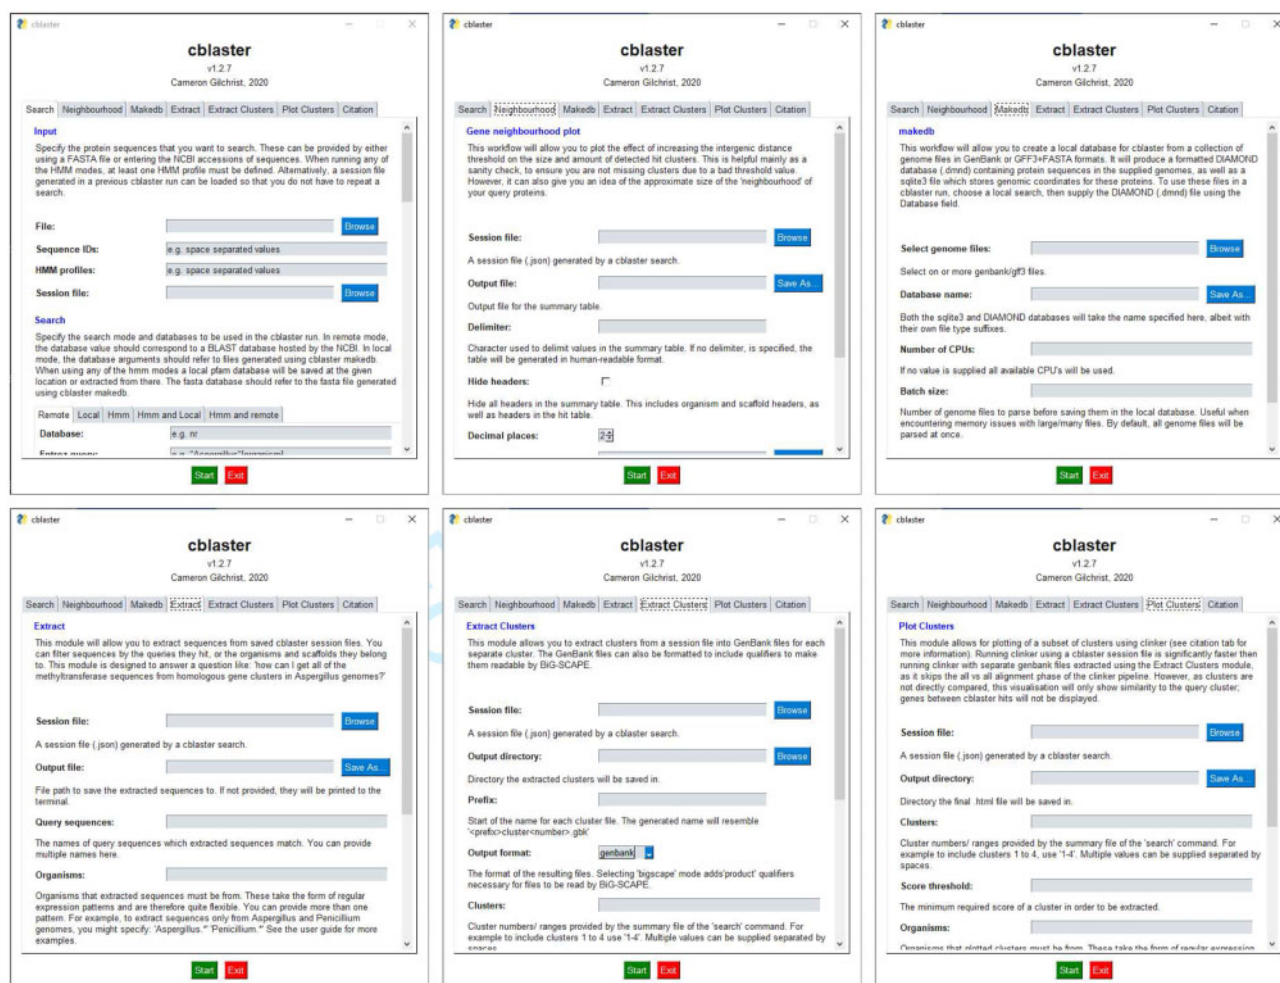 cblaster
cblaster
v1.2.7
Cameron Gilchrist, 2020
Search Neighbourhood Makedb Extract Extract Clusters Plot Clusters Citation
Input
Specify the protein sequences that you want to search. These can be provided by either
using a FASTA file or entering the NCBI accessions of sequences. When running any of
the HMM modes, at least one HMM profile must be defined. Alternatively, a session file
generated in a previous cblaster run can be loaded so that you do not have to repeat a
search.
File: Browse
Sequence IDs: e.g. space separated values
HMM profiles: e.g. space separated values
Session file: Browse
Search
Specify the search mode and databases to be used in the cblaster run. In remote mode,
the database value should correspond to a BLAST database hosted by the NCBI. In local
mode, the database arguments should refer to files generated using cblaster makedb.
When using any of the hmm modes a local pfam database will be saved at the given
location or extracted from there. The fasta database should refer to the fasta file generated
using cblaster makedb.
Remote Local Hmm Hmm and Local Hmm and remote
Database: e.g. nr
Entrez query: e.g. "Aspergillus"[organism]
Start Exit
cblaster
cblaster
v1.2.7
Cameron Gilchrist, 2020
Search Neighbourhood Makedb Extract Extract Clusters Plot Clusters Citation
Gene neighbourhood plot
This workflow will allow you to plot the effect of increasing the intergenic distance
threshold on the size and amount of detected hit clusters. This is helpful mainly as a
sanity check, to ensure you are not missing clusters due to a bad threshold value.
However, it can also give you an idea of the approximate size of the 'neighbourhood' of
your query proteins.
Session file: Browse
A session file (.json) generated by a cblaster search.
Output file: Save As...
Output file for the summary table.
Delimiter:
Character used to delimit values in the summary table. If no delimit, is specified, the
table will be generated in human-readable format.
Hide headers:
Hide all headers in the summary table. This includes organism and scaffold headers, as
well as headers in the hit table.
Decimal places: 2
Start Exit
cblaster
cblaster
v1.2.7
Cameron Gilchrist, 2020
Search Neighbourhood Makedb Extract Extract Clusters Plot Clusters Citation
makedb
This workflow will allow you to create a local database for cblaster from a collection of
genome files in GenBank or GFF3+FASTA formats. It will produce a formatted DIAMOND
database (.dmnd) containing protein sequences in the supplied genomes, as well as a
sqlite3 file which stores genomic coordinates for these proteins. To use these files in a
cblaster run, choose a local search, then supply the DIAMOND (.dmnd) file using the
Database field.
Select genome files: Browse
Select on or more genbank/gff3 files.
Database name: Save As...
Both the sqlite3 and DIAMOND databases will take the name specified here, albeit with
their own file type suffixes.
Number of CPUs:
If no value is supplied all available CPU's will be used.
Batch size:
Number of genome files to parse before saving them in the local database. Useful when
encountering memory issues with large/many files. By default, all genome files will be
parsed at once.
Start Exit
cblaster
cblaster
v1.2.7
Cameron Gilchrist, 2020
Search Neighbourhood Makedb Extract Extract Clusters Plot Clusters Citation
Extract
This module will allow you to extract sequences from saved cblaster session files. You
can filter sequences by the queries they hit, or the organisms and scaffolds they belong
to. This module is designed to answer a question like: 'how can I get all of the
methyltransferase sequences from homologous gene clusters in Aspergillus genomes?'
Session file: Browse
A session file (.json) generated by a cblaster search.
Output file: Save As...
File path to save the extracted sequences to. If not provided, they will be printed to the
terminal.
Query sequences:
The names of query sequences which extracted sequences match. You can provide
multiple names here.
Organisms:
Organisms that extracted sequences must be from. These take the form of regular
expression patterns and are therefore quite flexible. You can provide more than one
pattern. For example, to extract sequences only from Aspergillus and Penicillium
genomes, you might specify: 'Aspergillus.*' 'Penicillium.*' See the user guide for more
examples.
Start Exit
cblaster
cblaster
v1.2.7
Cameron Gilchrist, 2020
Search Neighbourhood Makedb Extract Extract Clusters Plot Clusters Citation
Extract Clusters
This module allows you to extract clusters from a session file into GenBank files for each
separate cluster. The GenBank files can also be formatted to include qualifiers to make
them readable by BiG-SCAPE.
Session file: Browse
A session file (.json) generated by a cblaster search.
Output directory: Browse
Directory the extracted clusters will be saved in.
Prefix:
Start of the name for each cluster file. The generated name will resemble
'<prefix>cluster<number>.gbk'
Output format: genbank
The format of the resulting files. Selecting 'bigscape' mode adds'product' qualifiers
necessary for files to be read by BiG-SCAPE.
Clusters:
Cluster numbers/ ranges provided by the summary file of the 'search' command. For
example to include clusters 1 to 4 use '1-4'. Multiple values can be supplied separated by
spaces.
Start Exit
cblaster
cblaster
v1.2.7
Cameron Gilchrist, 2020
Search Neighbourhood Makedb Extract Extract Clusters Plot Clusters Citation
Plot Clusters
This module allows for plotting of a subset of clusters using clinker (see citation tab for
more information). Running clinker using a cblaster session file is significantly faster then
running clinker with separate genbank files extracted using the Extract Clusters module,
as it skips the all vs all alignment phase of the clinker pipeline. However, as clusters are
not directly compared, this visualisation will only show similarity to the query cluster;
genes between cblaster hits will not be displayed.
Session file: Browse
A session file (.json) generated by a cblaster search.
Output directory: Save As...
Directory the final .html file will be saved in.
Clusters:
Cluster numbers/ ranges provided by the summary file of the 'search' command. For
example to include clusters 1 to 4, use '1-4'. Multiple values can be supplied separated by
spaces.
Score threshold:
The minimum required score of a cluster in order to be extracted.
Organisms:
Organisms that plotted clusters must be from. These take the form of regular expression
Start Exit